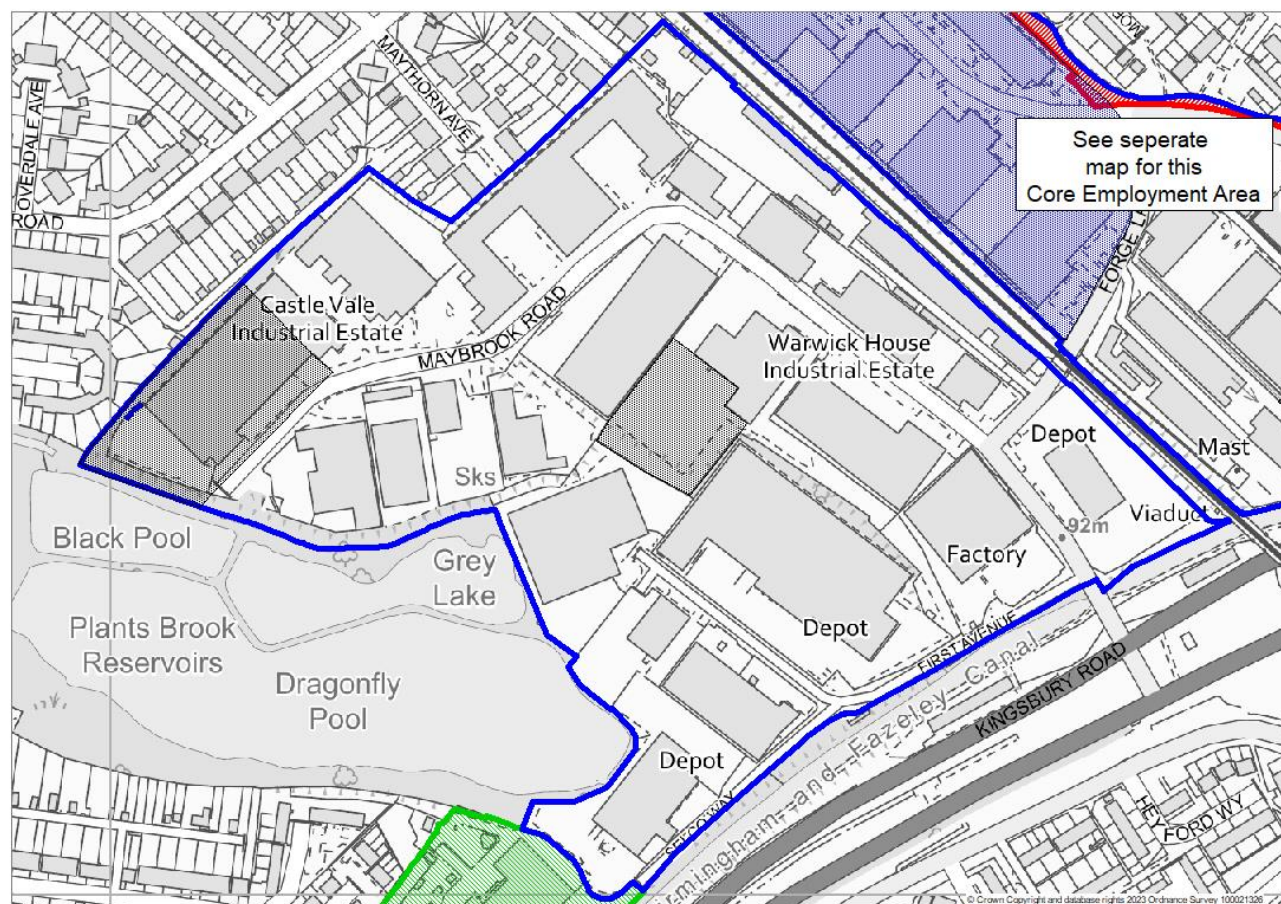 OVERDALE AVE
ROAD
MAYTHORN AVE
See seperate
map for this
Core Employment Area
Castle Vale
Industrial Estate
MAYBROOK ROAD
Warwick House
Industrial Estate
Depot
Mast
Viaduct
92m
Sks
Factory
Black Pool
Grey
Lake
Plants Brook
Reservoirs
Dragonfly
Pool
Depot
FIRST AVENUE
KINGSBURY ROAD
Depot
mingham and Fazeley Canal
FORD WY
© Crown Copyright and database rights 2023 Ordnance Survey 100021326